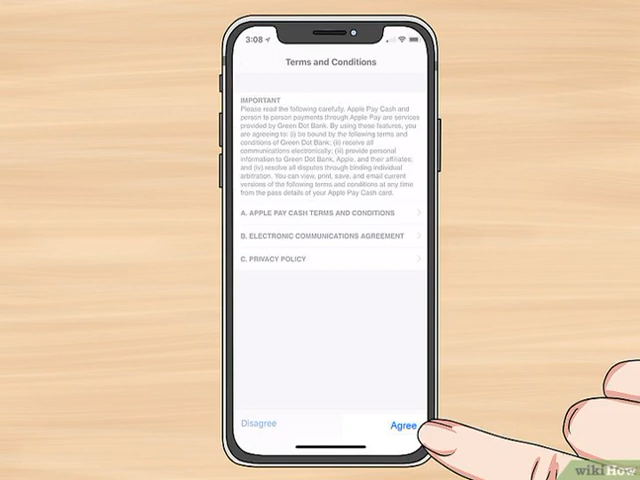 3:08
Terms and Conditions
IMPORTANT
Please read the following carefully. Apple Pay Cash and
person to person payments through Apple Pay are services
provided by Green Dot Bank. By using these features, you
are agreeing to: (i) be bound by the following terms and
conditions of Green Dot Bank; (ii) receive all
communications electronically; (iii) provide personal
information to Green Dot Bank, Apple, and their affiliates;
and (iv) resolve all disputes through binding individual
arbitration. You can view, print, save, and email current
versions of the following terms and conditions at any time
from the pass details of your Apple Pay Cash card.
A. APPLE PAY CASH TERMS AND CONDITIONS
B. ELECTRONIC COMMUNICATIONS AGREEMENT
C. PRIVACY POLICY
Disagree
Agree
wikiHow